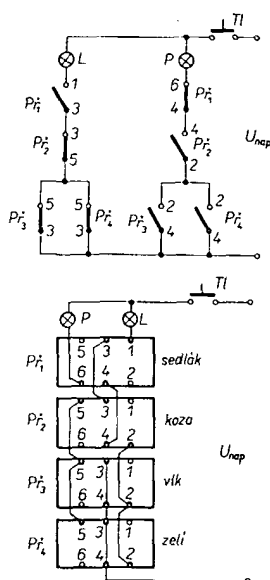 Tl
L P
1 6
Př1 3 4 Př1
3 4
Př2 5 2 Př2
Unap
5 5 2 2
Př3 3 3 Př4 Př3 4 4 Př4
Tl
P L
5 3 1
Př1 sedlák
6 4 2
5 3 1
Př2 koza
6 4 2
Unap
5 3 1
Př3 vlk
6 4 2
5 3 1
Př4 zelí
6 4 2